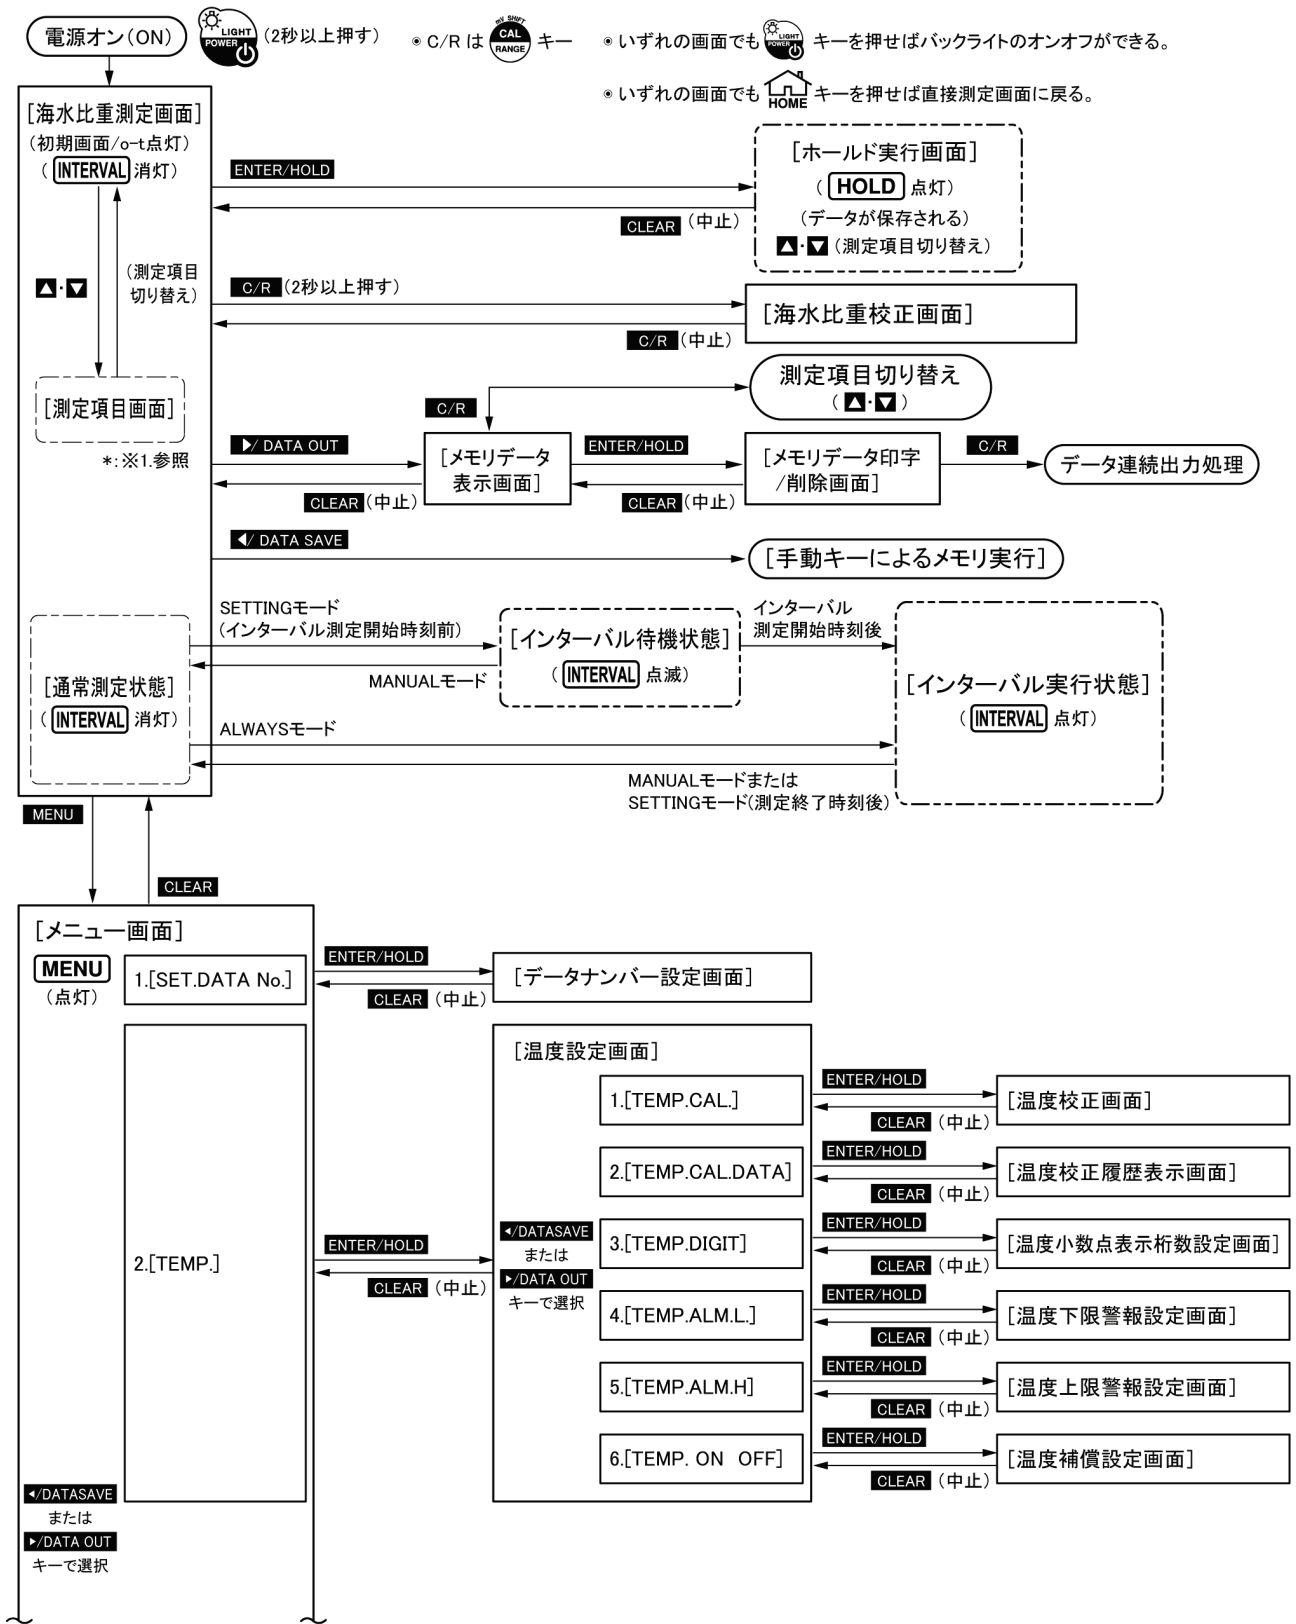 電源オン(ON)
LIGHT
POWER
(2秒以上押す)
◉ C/R は
mV SHIFT
CAL
RANGE
キー
◉ いずれの画面でも
LIGHT
POWER
キーを押せばバックライトのオンオフができる。
◉ いずれの画面でも
HOME
キーを押せば直接測定画面に戻る。
[海水比重測定画面]
(初期画面/o-t点灯)
(INTERVAL 消灯)
▲・▼
(測定項目
切り替え)
[測定項目画面]
*:※1.参照
ENTER/HOLD
CLEAR (中止)
[ホールド実行画面]
(HOLD 点灯)
(データが保存される)
▲・▼ (測定項目切り替え)
C/R (2秒以上押す)
C/R (中止)
[海水比重校正画面]
測定項目切り替え
(▲・▼)
C/R
▶/ DATA OUT
CLEAR (中止)
[メモリデータ
表示画面]
ENTER/HOLD
CLEAR (中止)
[メモリデータ印字
/削除画面]
C/R
データ連続出力処理
◀/ DATA SAVE
[手動キーによるメモリ実行]
[通常測定状態]
(INTERVAL 消灯)
SETTINGモード
(インターバル測定開始時刻前)
MANUALモード
[インターバル待機状態]
(INTERVAL 点滅)
インターバル
測定開始時刻後
[インターバル実行状態]
(INTERVAL 点灯)
ALWAYSモード
MANUALモードまたは
SETTINGモード(測定終了時刻後)
MENU
CLEAR
[メニュー画面]
MENU
(点灯)
1.[SET.DATA No.]
ENTER/HOLD
CLEAR (中止)
[データナンバー設定画面]
2.[TEMP.]
ENTER/HOLD
CLEAR (中止)
[温度設定画面]
◀/DATASAVE
または
▶/DATA OUT
キーで選択
1.[TEMP.CAL.]
ENTER/HOLD
CLEAR (中止)
[温度校正画面]
2.[TEMP.CAL.DATA]
ENTER/HOLD
CLEAR (中止)
[温度校正履歴表示画面]
3.[TEMP.DIGIT]
ENTER/HOLD
CLEAR (中止)
[温度小数点表示桁数設定画面]
4.[TEMP.ALM.L.]
ENTER/HOLD
CLEAR (中止)
[温度下限警報設定画面]
5.[TEMP.ALM.H]
ENTER/HOLD
CLEAR (中止)
[温度上限警報設定画面]
6.[TEMP. ON OFF]
ENTER/HOLD
CLEAR (中止)
[温度補償設定画面]
◀/DATASAVE
または
▶/DATA OUT
キーで選択